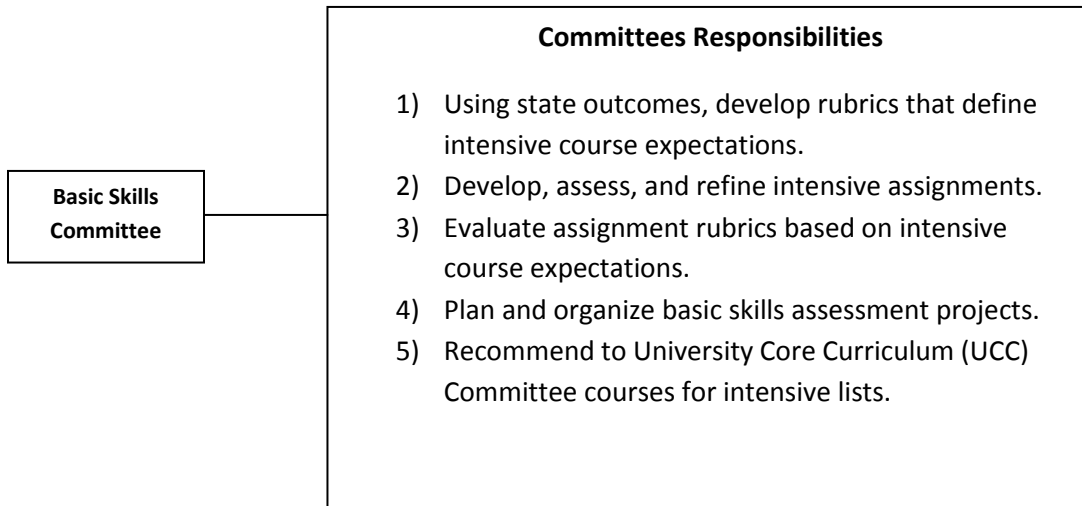 Committees Responsibilities
1) Using state outcomes, develop rubrics that define
intensive course expectations.
2) Develop, assess, and refine intensive assignments.
3) Evaluate assignment rubrics based on intensive
course expectations.
4) Plan and organize basic skills assessment projects.
5) Recommend to University Core Curriculum (UCC)
Committee courses for intensive lists.
Basic Skills
Committee